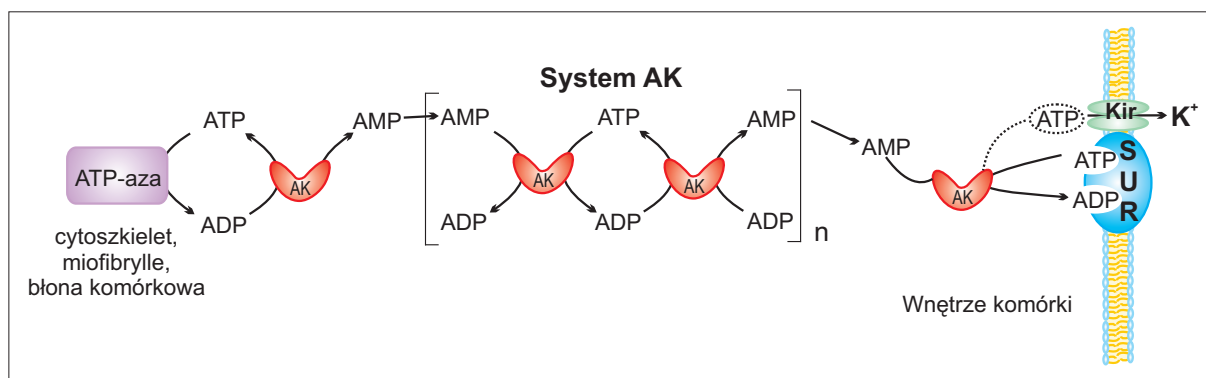 System AK
ATP-aza
ATP
ADP
AK
AMP
cytoszkielet,
miofibrylle,
błona komórkowa
AMP
ADP
AK
ATP
ADP
AK
AMP
ADP
n
AMP
AK
ATP
Kir
K⁺
ATP
ADP
S
U
R
Wnętrze komórki